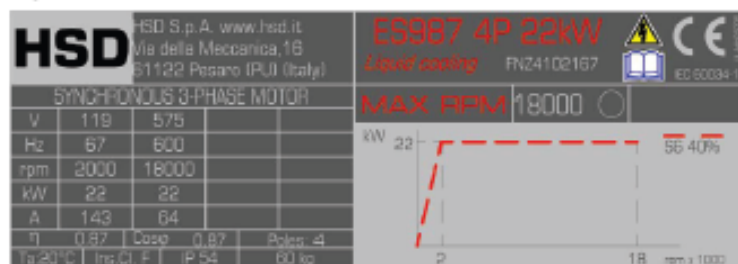 HSD
HSD S.p.A. www.hsd.it
Via della Meccanica,16
61122 Pesaro (PU) (Italy)
ES987 4P 22kW
Liquid cooling FNZ4102167
IEC 60034-1
SYNCHRONOUS 3-PHASE MOTOR
MAX RPM 18000
V 119 575
Hz 67 600
rpm 2000 18000
kW 22 22
A 143 64
η 0.87 Cosφ 0.87 Poles: 4
Ta:20°C Ins.Cl. F IP 54 60 kg
kW 22
S6 40%
2 18 rpm x 1000